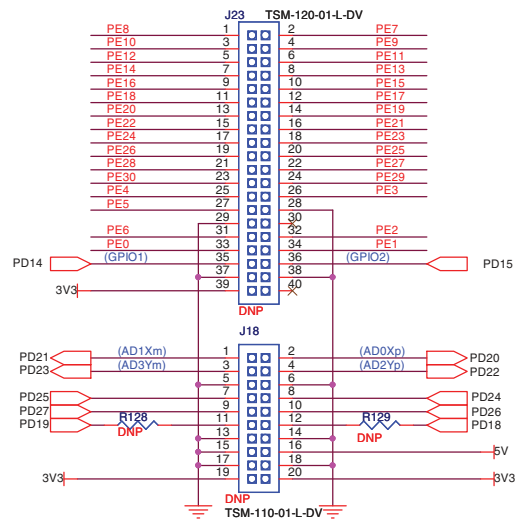 J23 TSM-120-01-L-DV
PE8 1 2 PE7
PE10 3 4 PE9
PE12 5 6 PE11
PE14 7 8 PE13
PE16 9 10 PE15
PE18 11 12 PE17
PE20 13 14 PE19
PE22 15 16 PE21
PE24 17 18 PE23
PE26 19 20 PE25
PE28 21 22 PE27
PE30 23 24 PE29
PE4 25 26 PE3
PE5 27 28
29 30
PE6 31 32 PE2
PE0 33 34 PE1
PD14 (GPIO1) 35 36 (GPIO2) PD15
37 38
3V3 39 40
DNP
J18
PD21 (AD1Xm) 1 2 (AD0Xp) PD20
PD23 (AD3Ym) 3 4 (AD2Yp) PD22
5 6
PD25 7 8 PD24
PD27 9 10 PD26
PD19 R128 11 12 R129 PD18
DNP 13 14 DNP
15 16 5V
17 18
3V3 19 20 3V3
DNP
TSM-110-01-L-DV